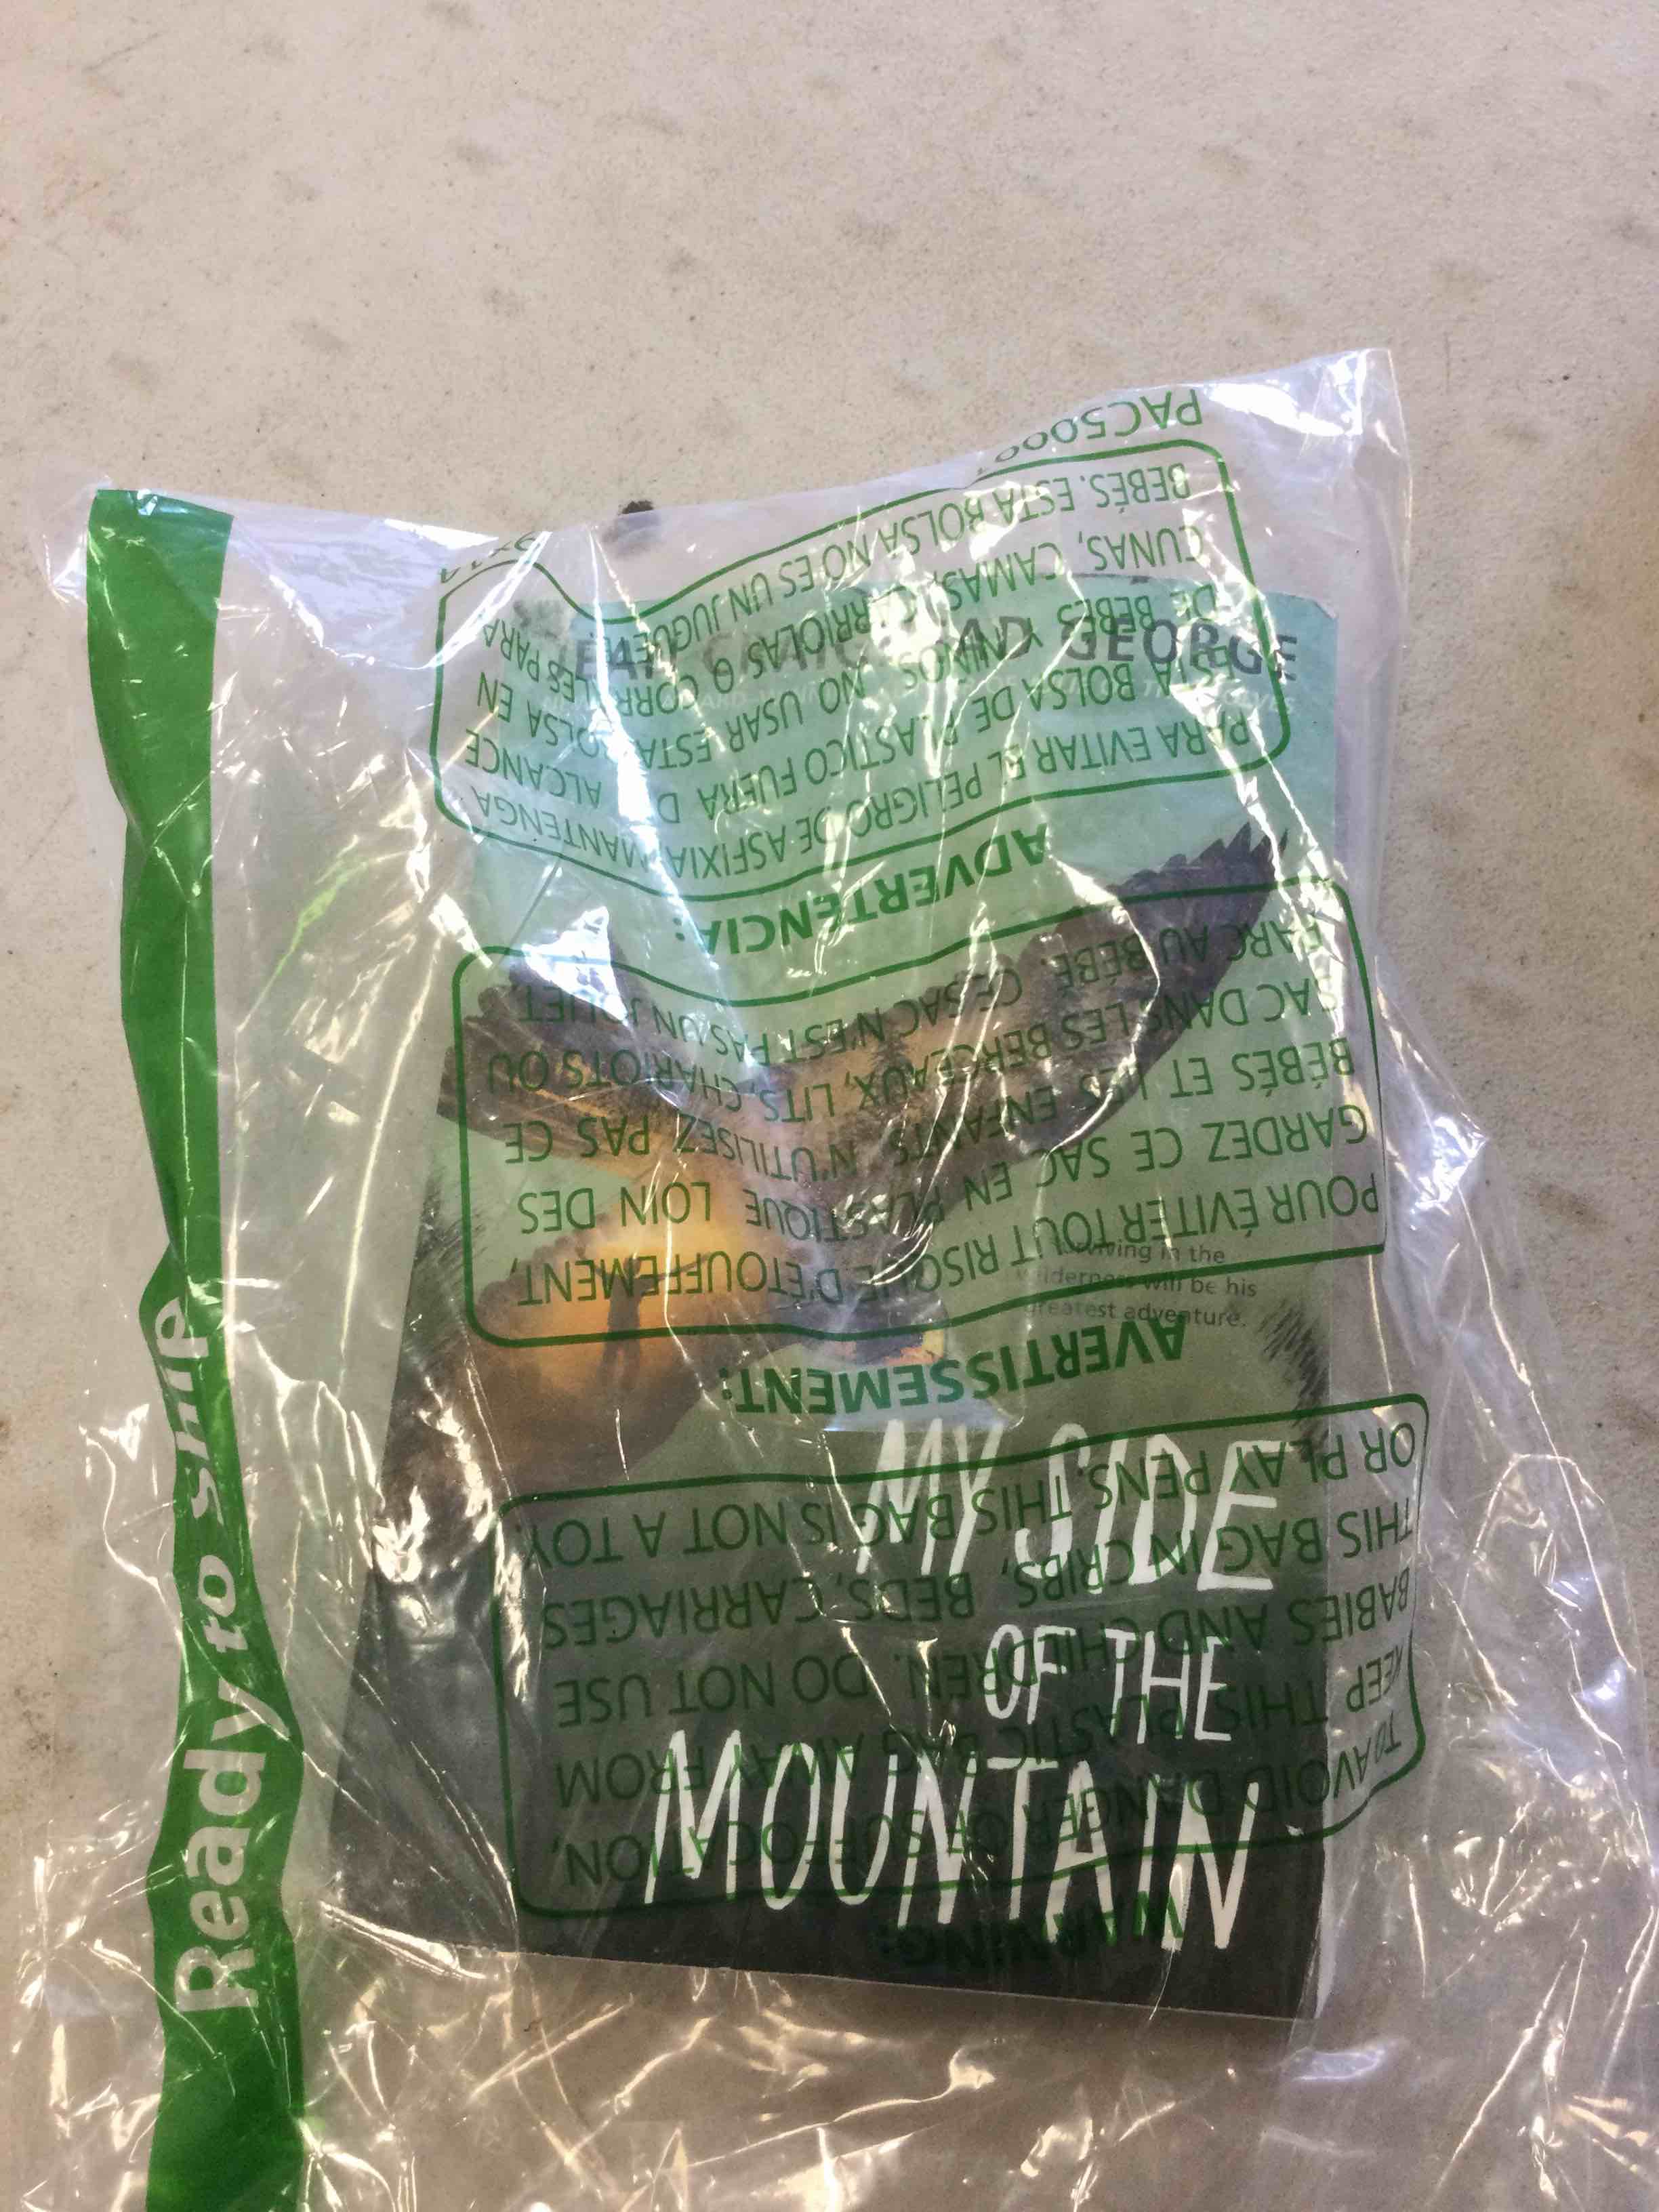 Ready to ship
GEORGE
Surviving in the
wilderness will be his
greatest adventure.
MY SIDE
OF THE
MOUNTAIN
WARNING:
TO AVOID DANGER OF SUFFOCATION,
KEEP THIS PLASTIC BAG AWAY FROM
BABIES AND CHILDREN. DO NOT USE
THIS BAG IN CRIBS, BEDS, CARRIAGES
OR PLAY PENS. THIS BAG IS NOT A TOY.
AVERTISSEMENT:
POUR ÉVITER TOUT RISQUE D'ETOUFFEMENT,
GARDEZ CE SAC EN PLASTIQUE LOIN DES
BÉBÉS ET LES ENFANTS N'UTILISEZ PAS CE
SAC DANS LES BERCEAUX, LITS, CHARIOTS OU
PARC AU BÉBÉ. CE SAC N'EST PAS UN JOUET
ADVERTENCIA:
PARA EVITAR EL PELIGRO DE ASFIXIA MANTENGA
ESTA BOLSA DE PLASTICO FUERA D ALCANCE
DE BEBES Y NIÑOS NO USAR ESTA BOLSA EN
CUNAS, CAMAS, CARRIOLAS O CORRALES PARA
BEBÉS. ESTA BOLSA NO ES UN JUGUETE